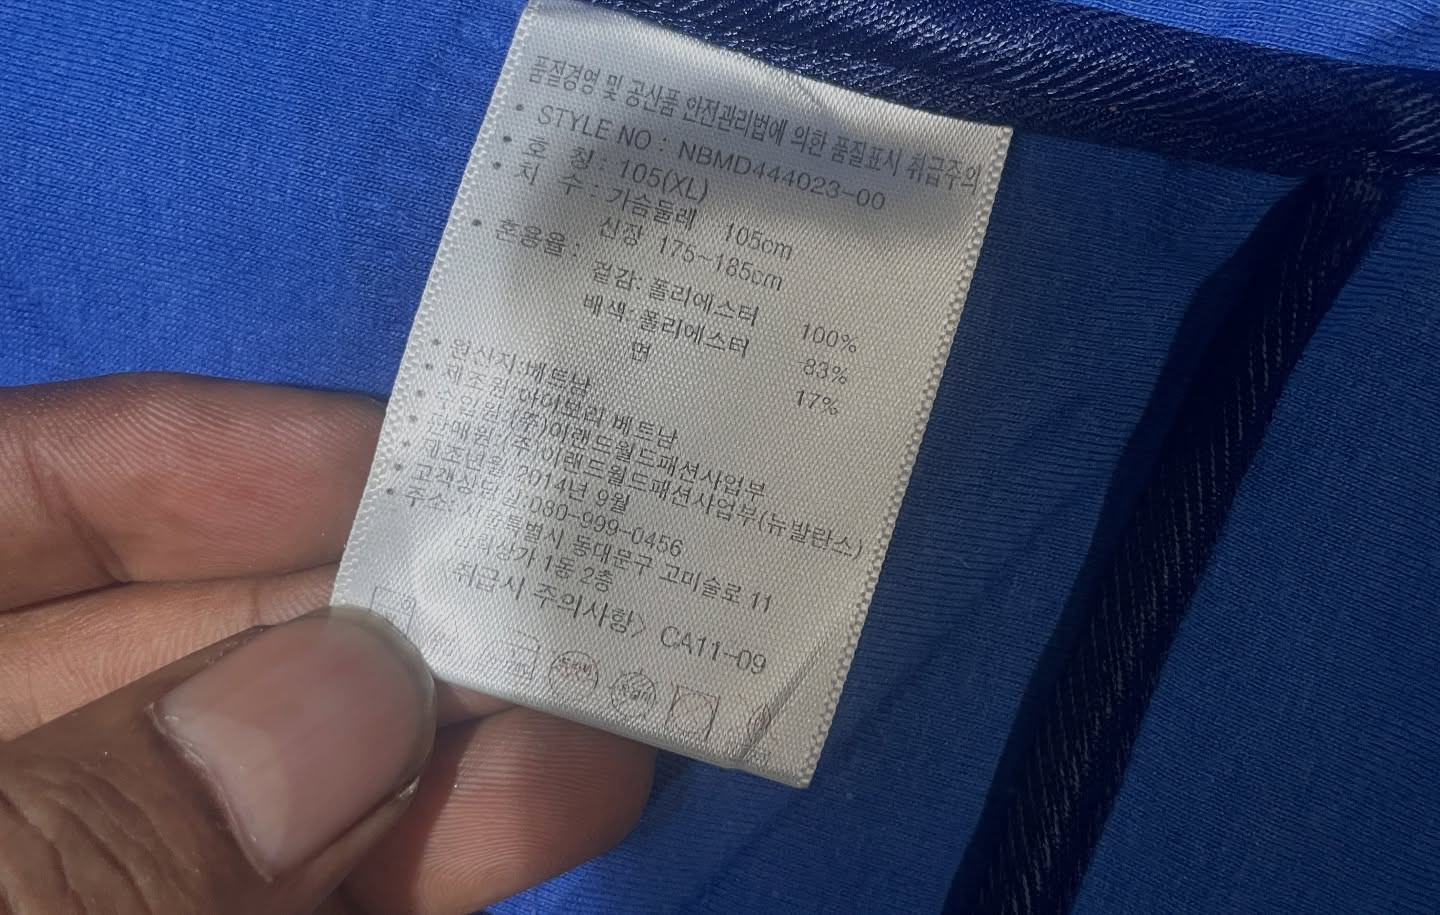 품질경영 및 공산품 안전관리법에 의한 품질표시 취급주의
• STYLE NO : NBMD444023-00
• 호 칭 : 105(XL)
• 치 수 : 가슴둘레 105cm
신장 175~185cm
• 혼용율 : 겉감: 폴리에스터 100%
배색: 폴리에스터 83%
면 17%
• 원산지:베트남
• 제조원: 베트남
• 수입원:(주)이랜드월드패션사업부
• 판매원:(주)이랜드월드패션사업부(뉴발란스)
• 제조년월:2014년 9월
• 고객상담실:080-999-0456
• 주소: 서울특별시 동대문구 고미술로 11
1동 2층
취급시 주의사항> CA11-09